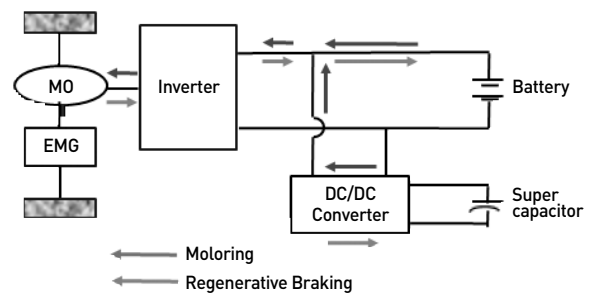 MO
EMG
Inverter
Battery
DC/DC
Converter
Super
capacitor
Moloring
Regenerative Braking